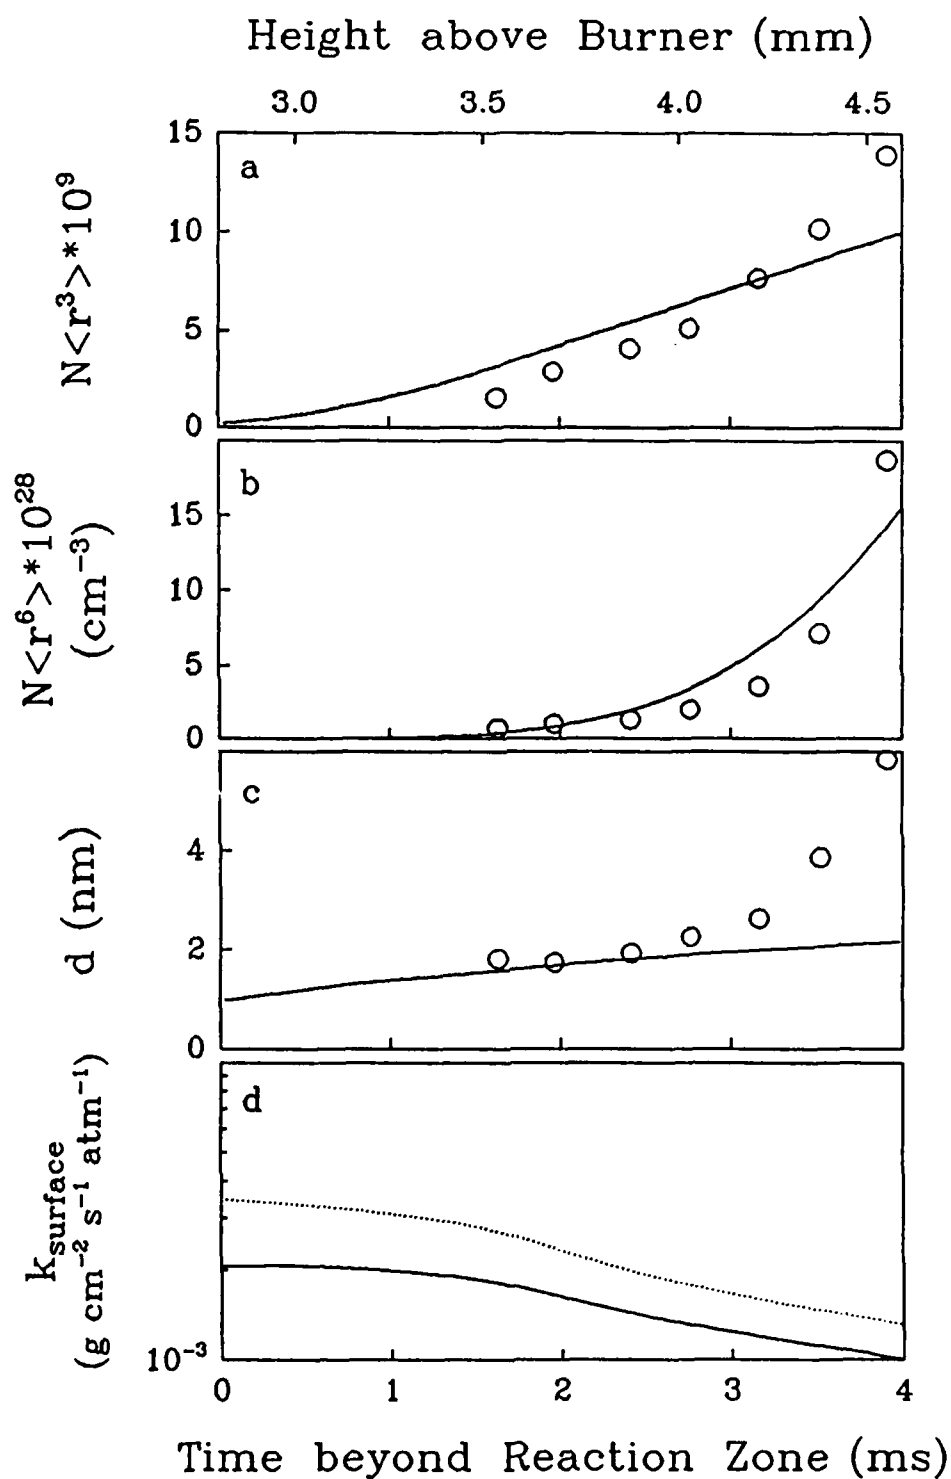 Height above Burner (mm)
3.0 3.5 4.0 4.5
15
a
10
5
0
N<r³>*10⁹
b
15
10
5
0
N<r⁶>*10²⁸
(cm⁻³)
c
4
2
0
d (nm)
d
k_surface
(g cm⁻² s⁻¹ atm⁻¹)
10⁻³
0 1 2 3 4
Time beyond Reaction Zone (ms)